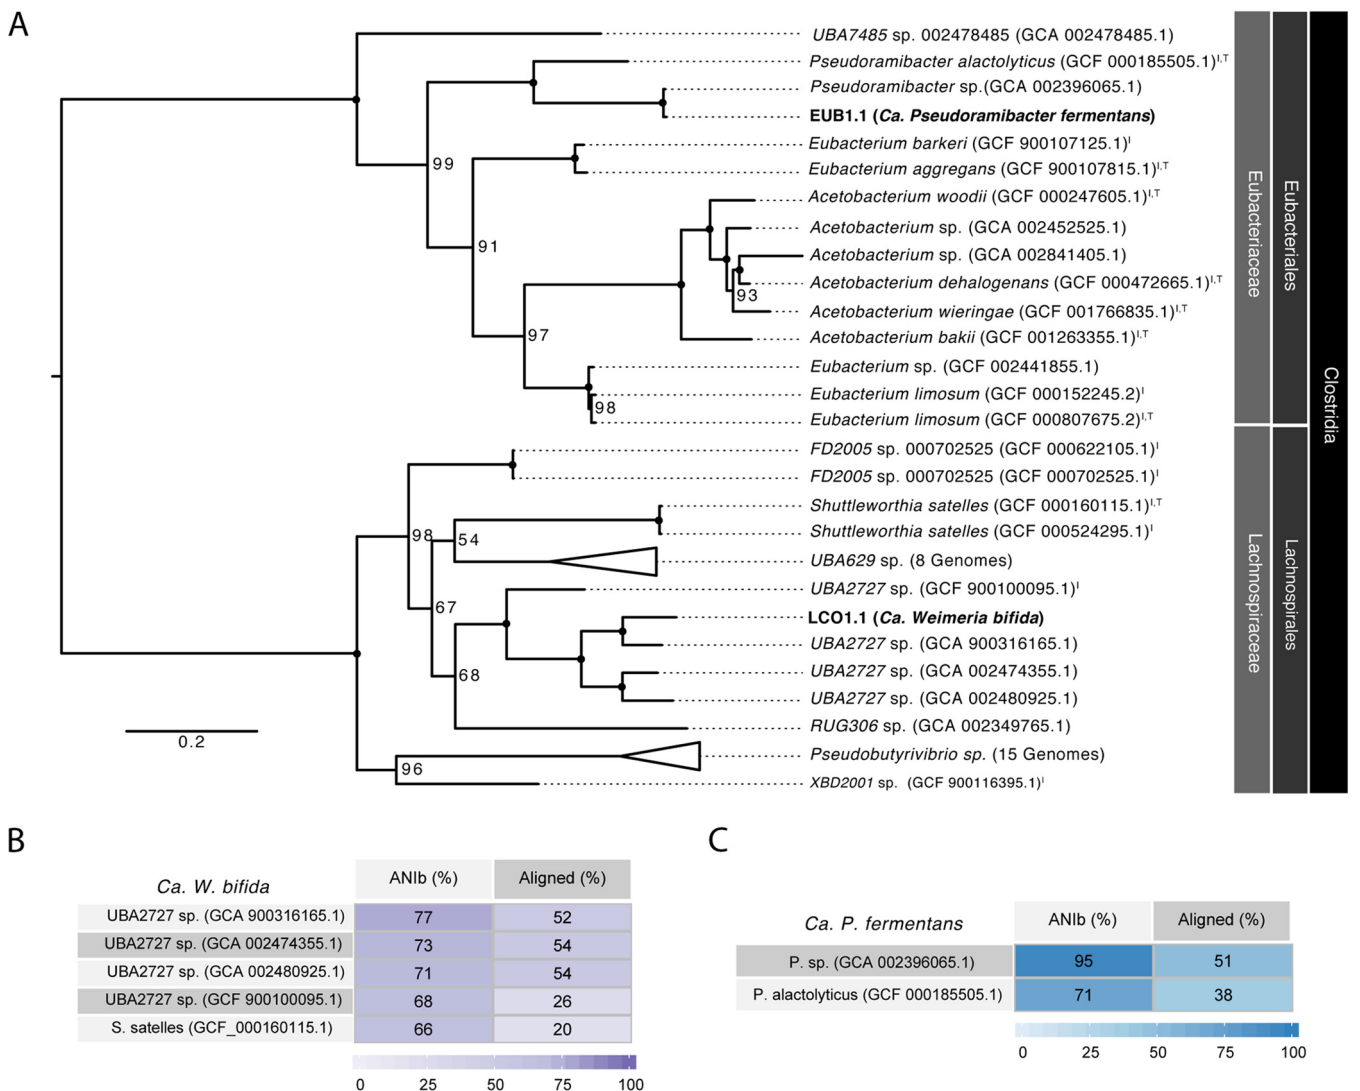 A
UBA7485 sp. 002478485 (GCA 002478485.1)
Pseudoramibacter alactolyticus (GCF 000185505.1)I,T
Pseudoramibacter sp.(GCA 002396065.1)
EUB1.1 (Ca. Pseudoramibacter fermentans)
Eubacterium barkeri (GCF 900107125.1)I
99
Eubacterium aggregans (GCF 900107815.1)I,T
Acetobacterium woodii (GCF 000247605.1)I,T
Acetobacterium sp. (GCA 002452525.1)
91
Acetobacterium sp. (GCA 002841405.1)
Acetobacterium dehalogenans (GCF 000472665.1)I,T
93
Acetobacterium wieringae (GCF 001766835.1)I,T
97
Acetobacterium bakii (GCF 001263355.1)I,T
Eubacterium sp. (GCF 002441855.1)
Eubacterium limosum (GCF 000152245.2)I
98
Eubacterium limosum (GCF 000807675.2)I,T
FD2005 sp. 000702525 (GCF 000622105.1)I
FD2005 sp. 000702525 (GCF 000702525.1)I
Shuttleworthia satelles (GCF 000160115.1)I,T
98
54
Shuttleworthia satelles (GCF 000524295.1)I
UBA629 sp. (8 Genomes)
UBA2727 sp. (GCF 900100095.1)I
67
LCO1.1 (Ca. Weimeria bifida)
UBA2727 sp. (GCA 900316165.1)
68
UBA2727 sp. (GCA 002474355.1)
UBA2727 sp. (GCA 002480925.1)
RUG306 sp. (GCA 002349765.1)
0.2
Pseudobutyrivibrio sp. (15 Genomes)
96
XBD2001 sp. (GCF 900116395.1)I
Eubacteriaceae
Eubacteriales
Clostridia
Lachnospiraceae
Lachnospirales
B
Ca. W. bifida ANIb (%) Aligned (%)
UBA2727 sp. (GCA 900316165.1) 77 52
UBA2727 sp. (GCA 002474355.1) 73 54
UBA2727 sp. (GCA 002480925.1) 71 54
UBA2727 sp. (GCF 900100095.1) 68 26
S. satelles (GCF_000160115.1) 66 20
0 25 50 75 100
C
Ca. P. fermentans ANIb (%) Aligned (%)
P. sp. (GCA 002396065.1) 95 51
P. alactolyticus (GCF 000185505.1) 71 38
0 25 50 75 100